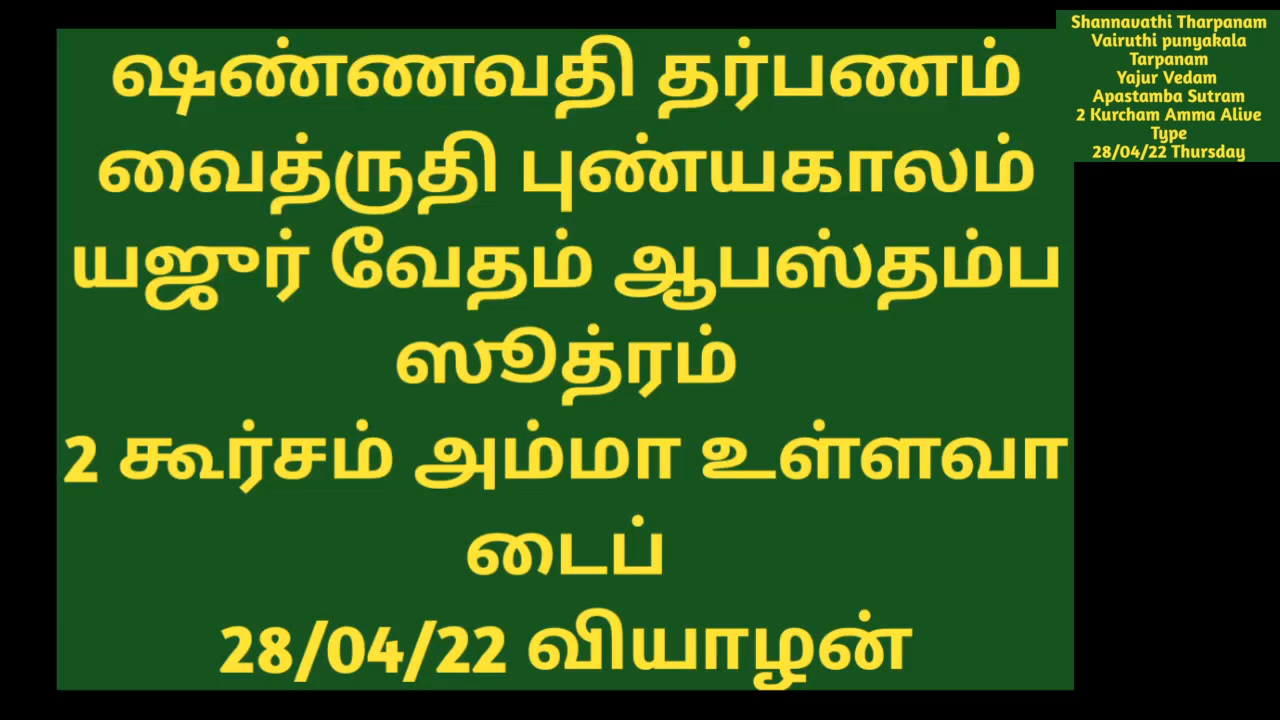 ஷண்ணவதி தர்பணம்
வைத்ருதி புண்யகாலம்
யஜுர் வேதம் ஆபஸ்தம்ப
ஸூத்ரம்
2 கூர்சம் அம்மா உள்ளவா
டைப்
28/04/22 வியாழன்
Shannavathi Tharpanam
Vairuthi punyakala
Tarpanam
Yajur Vedam
Apastamba Sutram
2 Kurcham Amma Alive
Type
28/04/22 Thursday